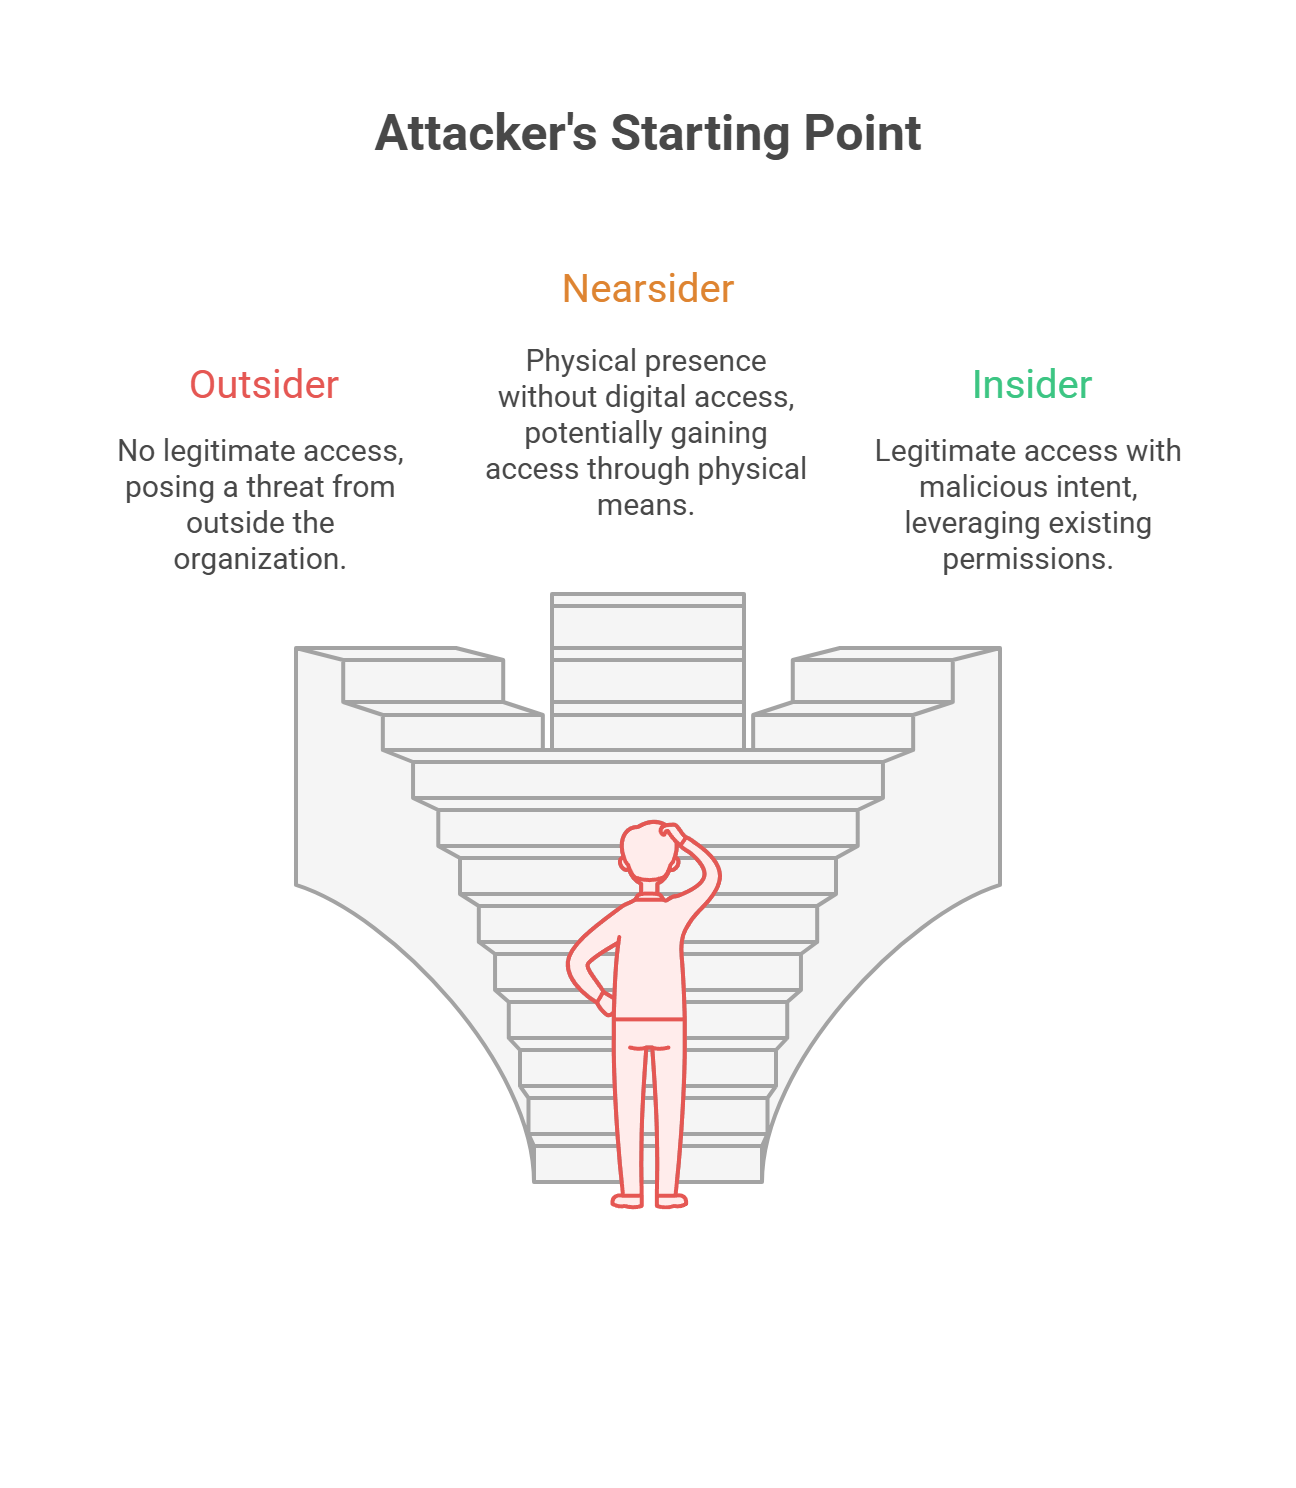 Attacker's Starting Point
Outsider
No legitimate access,
posing a threat from
outside the
organization.
Nearsider
Physical presence
without digital access,
potentially gaining
access through physical
means.
Insider
Legitimate access with
malicious intent,
leveraging existing
permissions.